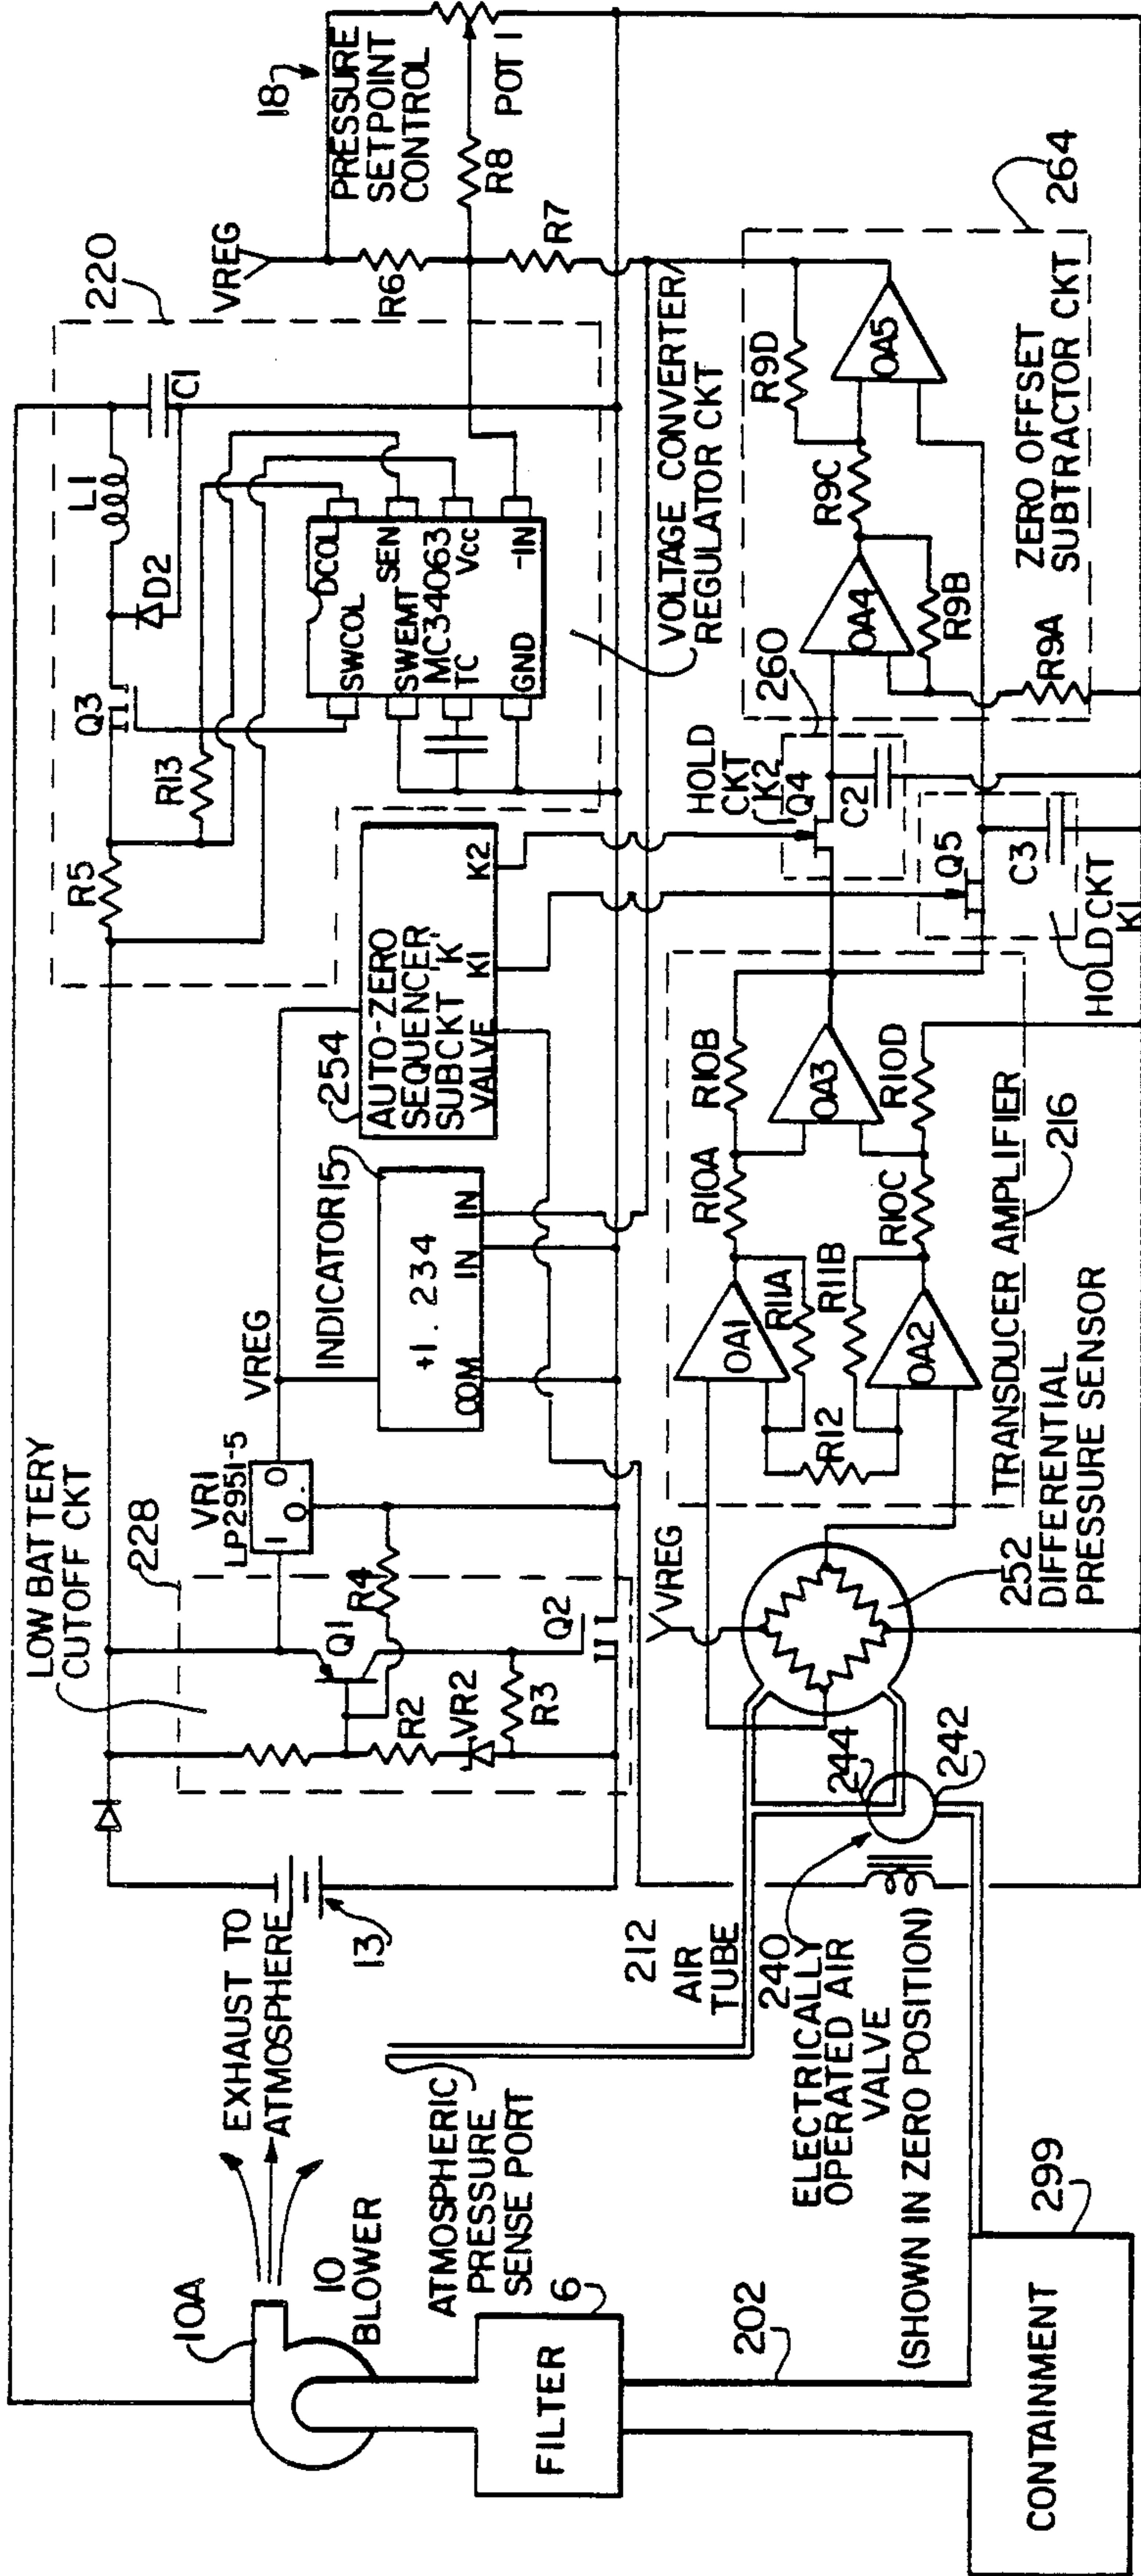 10A
EXHAUST TO
ATMOSPHERE
10
BLOWER
FILTER
6
ATMOSPHERIC
PRESSURE
SENSE PORT
202
CONTAINMENT
299
13
212
AIR
TUBE
240
ELECTRICALLY
OPERATED AIR
VALVE
(SHOWN IN ZERO POSITION)
244
242
LOW BATTERY
CUTOFF CKT
228
Q1
R2
VR2
R3
R4
Q2
VR1
LP2951-5
I
O
O.
VREG
VREG
252
DIFFERENTIAL
PRESSURE SENSOR
INDICATOR 15
+1.234
COM
IN
IN
254
AUTO-ZERO
SEQUENCER
SUBCKT 'K'
VALVE
K1
K2
OA1
OA2
R11A
R11B
R12
R10A
R10B
R10C
R10D
OA3
TRANSDUCER AMPLIFIER
216
R5
R13
Q3
D2
L1
C1
220
SWCOL
DCOL
SWEMT
SEN
MC34063
TC
VCC
GND
-IN
VOLTAGE CONVERTER/
REGULATOR CKT
VREG
R6
R7
R8
18
PRESSURE
SETPOINT
CONTROL
POT 1
HOLD
CKT
K2
260
Q4
C2
Q5
C3
HOLD CKT
K1
OA4
R9A
R9B
R9C
R9D
OA5
ZERO OFFSET
SUBTRACTOR CKT
264